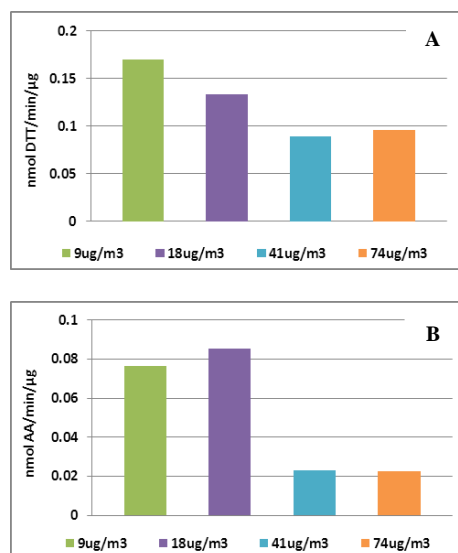 A
0.2
0.15
0.1
0.05
0
nmol DTT/min/µg
9ug/m3 18ug/m3 41ug/m3 74ug/m3
B
0.1
0.08
0.06
0.04
0.02
0
nmol AA/min/µg
9ug/m3 18ug/m3 41ug/m3 74ug/m3